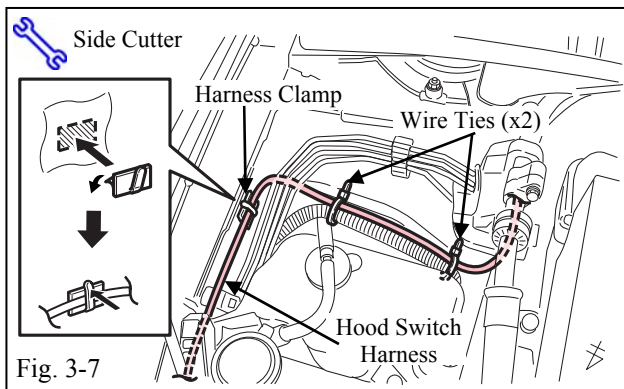 Side Cutter
Harness Clamp
Wire Ties (x2)
Hood Switch
Harness
Fig. 3-7